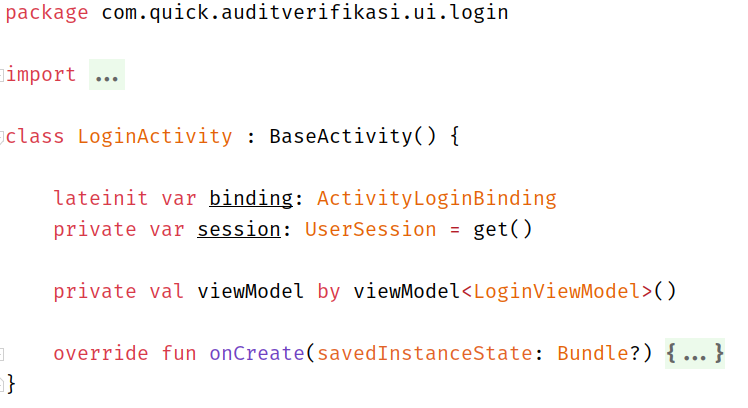 package com.quick.auditverifikasi.ui.login
import ...
class LoginActivity : BaseActivity() {
lateinit var binding: ActivityLoginBinding
private var session: UserSession = get()
private val viewModel by viewModel<LoginViewModel>()
override fun onCreate(savedInstanceState: Bundle?) {...}
}